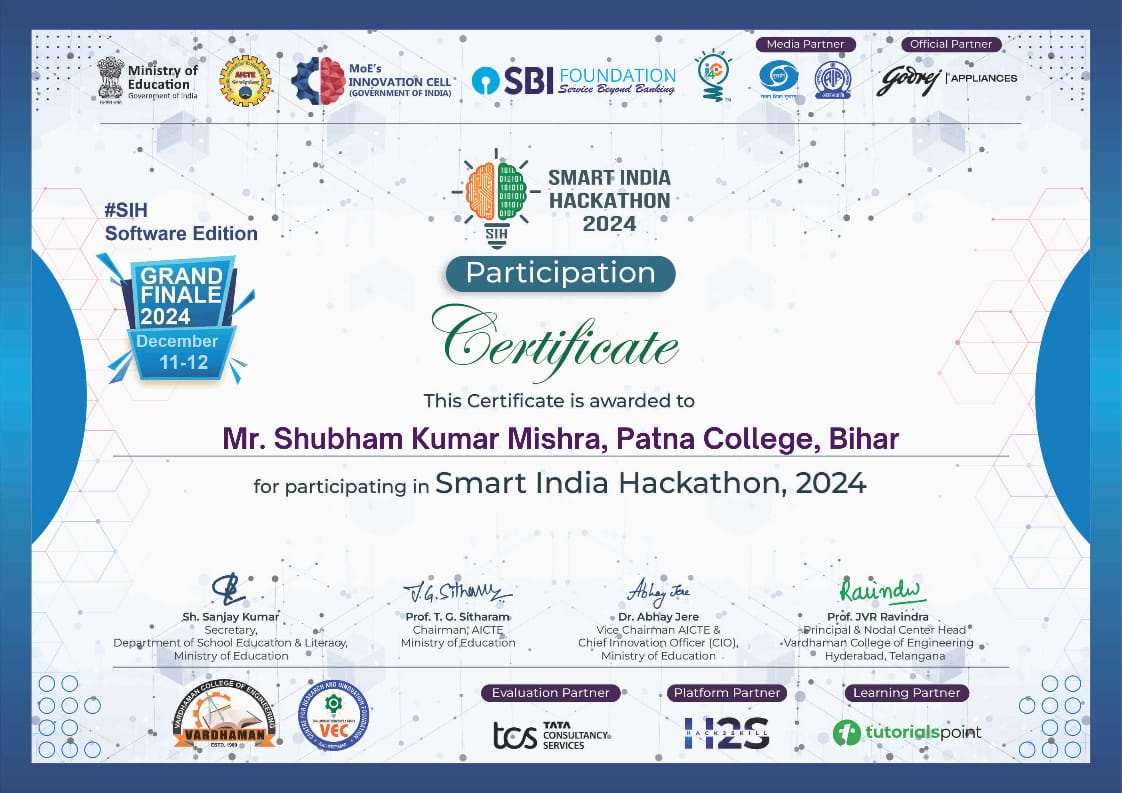 Media Partner
Official Partner
Ministry of
Education
Government of India
AICTE
MoE's
INNOVATION CELL
(GOVERNMENT OF INDIA)
SBI FOUNDATION
Service Beyond Banking
Godrej | APPLIANCES
#SIH
Software Edition
GRAND
FINALE
2024
December
11-12
SIH
SMART INDIA
HACKATHON
2024
Participation
Certificate
This Certificate is awarded to
Mr. Shubham Kumar Mishra, Patna College, Bihar
for participating in Smart India Hackathon, 2024
T.G. Sitharam
Abhay Jere
Sh. Sanjay Kumar
Secretary,
Department of School Education & Literacy,
Ministry of Education
Prof. T. G. Sitharam
Chairman, AICTE
Ministry of Education
Dr. Abhay Jere
Vice Chairman AICTE &
Chief Innovation Officer (CIO),
Ministry of Education
Prof. JVR Ravindra
Principal & Nodal Center Head
Vardhaman College of Engineering
Hyderabad, Telangana
VARDHAMAN COLLEGE OF ENGINEERING
VARDHAMAN
ESTD. 1999
VEC
Evaluation Partner
tcs TATA
CONSULTANCY
SERVICES
Platform Partner
H2S
HACK2SKILL
Learning Partner
tutorialspoint